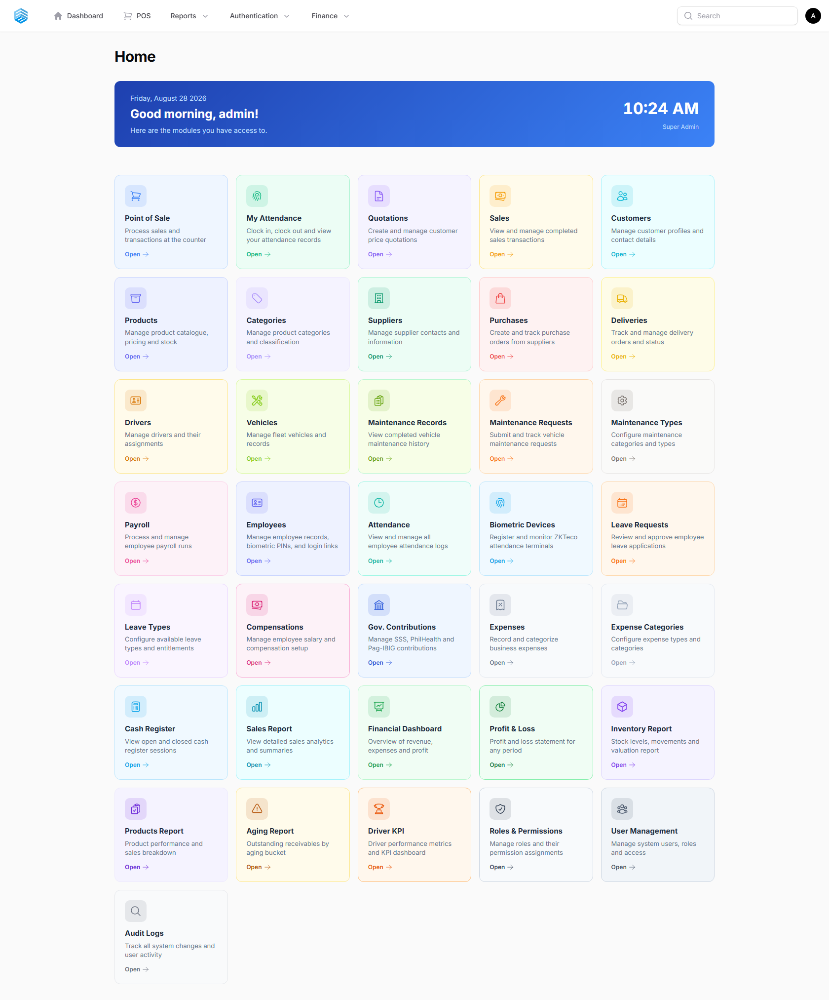 Dashboard
POS
Reports
Authentication
Finance
Search
A
Home
Friday, August 28 2026
Good morning, admin!
Here are the modules you have access to.
10:24 AM
Super Admin
Point of Sale
Process sales and
transactions at the counter
Open
My Attendance
Clock in, clock out and view
your attendance records
Open
Quotations
Create and manage customer
price quotations
Open
Sales
View and manage completed
sales transactions
Open
Customers
Manage customer profiles and
contact details
Open
Products
Manage product catalogue,
pricing and stock
Open
Categories
Manage product categories
and classification
Open
Suppliers
Manage supplier contacts and
information
Open
Purchases
Create and track purchase
orders from suppliers
Open
Deliveries
Track and manage delivery
orders and status
Open
Drivers
Manage drivers and their
assignments
Open
Vehicles
Manage fleet vehicles and
records
Open
Maintenance Records
View completed vehicle
maintenance history
Open
Maintenance Requests
Submit and track vehicle
maintenance requests
Open
Maintenance Types
Configure maintenance
categories and types
Open
Payroll
Process and manage
employee payroll runs
Open
Employees
Manage employee records,
biometric PINs, and login links
Open
Attendance
View and manage all
employee attendance logs
Open
Biometric Devices
Register and monitor ZKTeco
attendance terminals
Open
Leave Requests
Review and approve employee
leave applications
Open
Leave Types
Configure available leave
types and entitlements
Open
Compensations
Manage employee salary and
compensation setup
Open
Gov. Contributions
Manage SSS, PhilHealth and
Pag-IBIG contributions
Open
Expenses
Record and categorize
business expenses
Open
Expense Categories
Configure expense types and
categories
Open
Cash Register
View open and closed cash
register sessions
Open
Sales Report
View detailed sales analytics
and summaries
Open
Financial Dashboard
Overview of revenue,
expenses and profit
Open
Profit & Loss
Profit and loss statement for
any period
Open
Inventory Report
Stock levels, movements and
valuation report
Open
Products Report
Product performance and
sales breakdown
Open
Aging Report
Outstanding receivables by
aging bucket
Open
Driver KPI
Driver performance metrics
and KPI dashboard
Open
Roles & Permissions
Manage roles and their
permission assignments
Open
User Management
Manage system users, roles
and access
Open
Audit Logs
Track all system changes and
user activity
Open